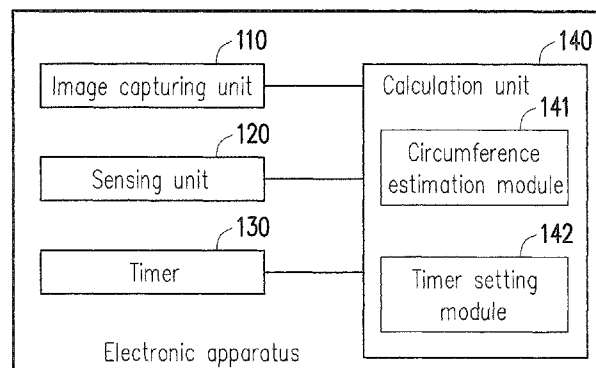 110
Image capturing unit
120
Sensing unit
130
Timer
Electronic apparatus
140
Calculation unit
141
Circumference
estimation module
142
Timer setting
module